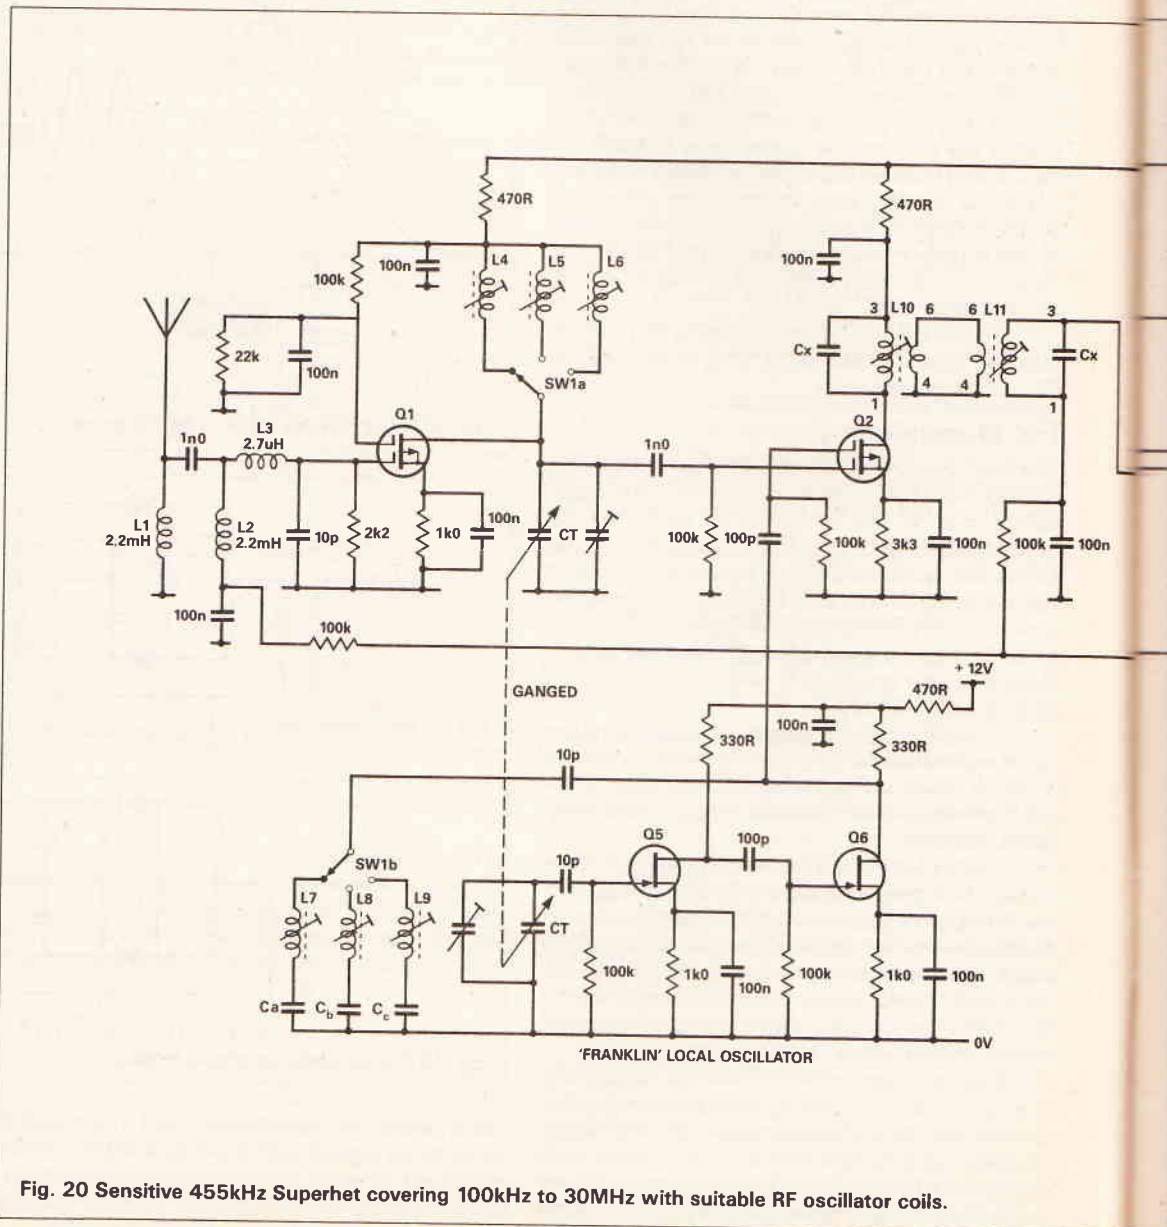 470R
470R
100n
L4
L5
L6
100k
100n
3
L10
6
6
L11
3
22k
100n
SW1a
Cx
Cx
4
4
1
1
Q1
Q2
L3
2.7uH
1n0
1n0
L1
2.2mH
L2
2.2mH
10p
2k2
1k0
100n
CT
100k
100p
100k
3k3
100n
100k
100n
100n
100k
+ 12V
GANGED
470R
330R
100n
330R
10p
Q5
100p
Q6
SW1b
10p
L7
L8
L9
CT
100k
1k0
100n
100k
1k0
100n
Ca
Cb
Cc
0V
'FRANKLIN' LOCAL OSCILLATOR
Fig. 20 Sensitive 455kHz Superhet covering 100kHz to 30MHz with suitable RF oscillator coils.